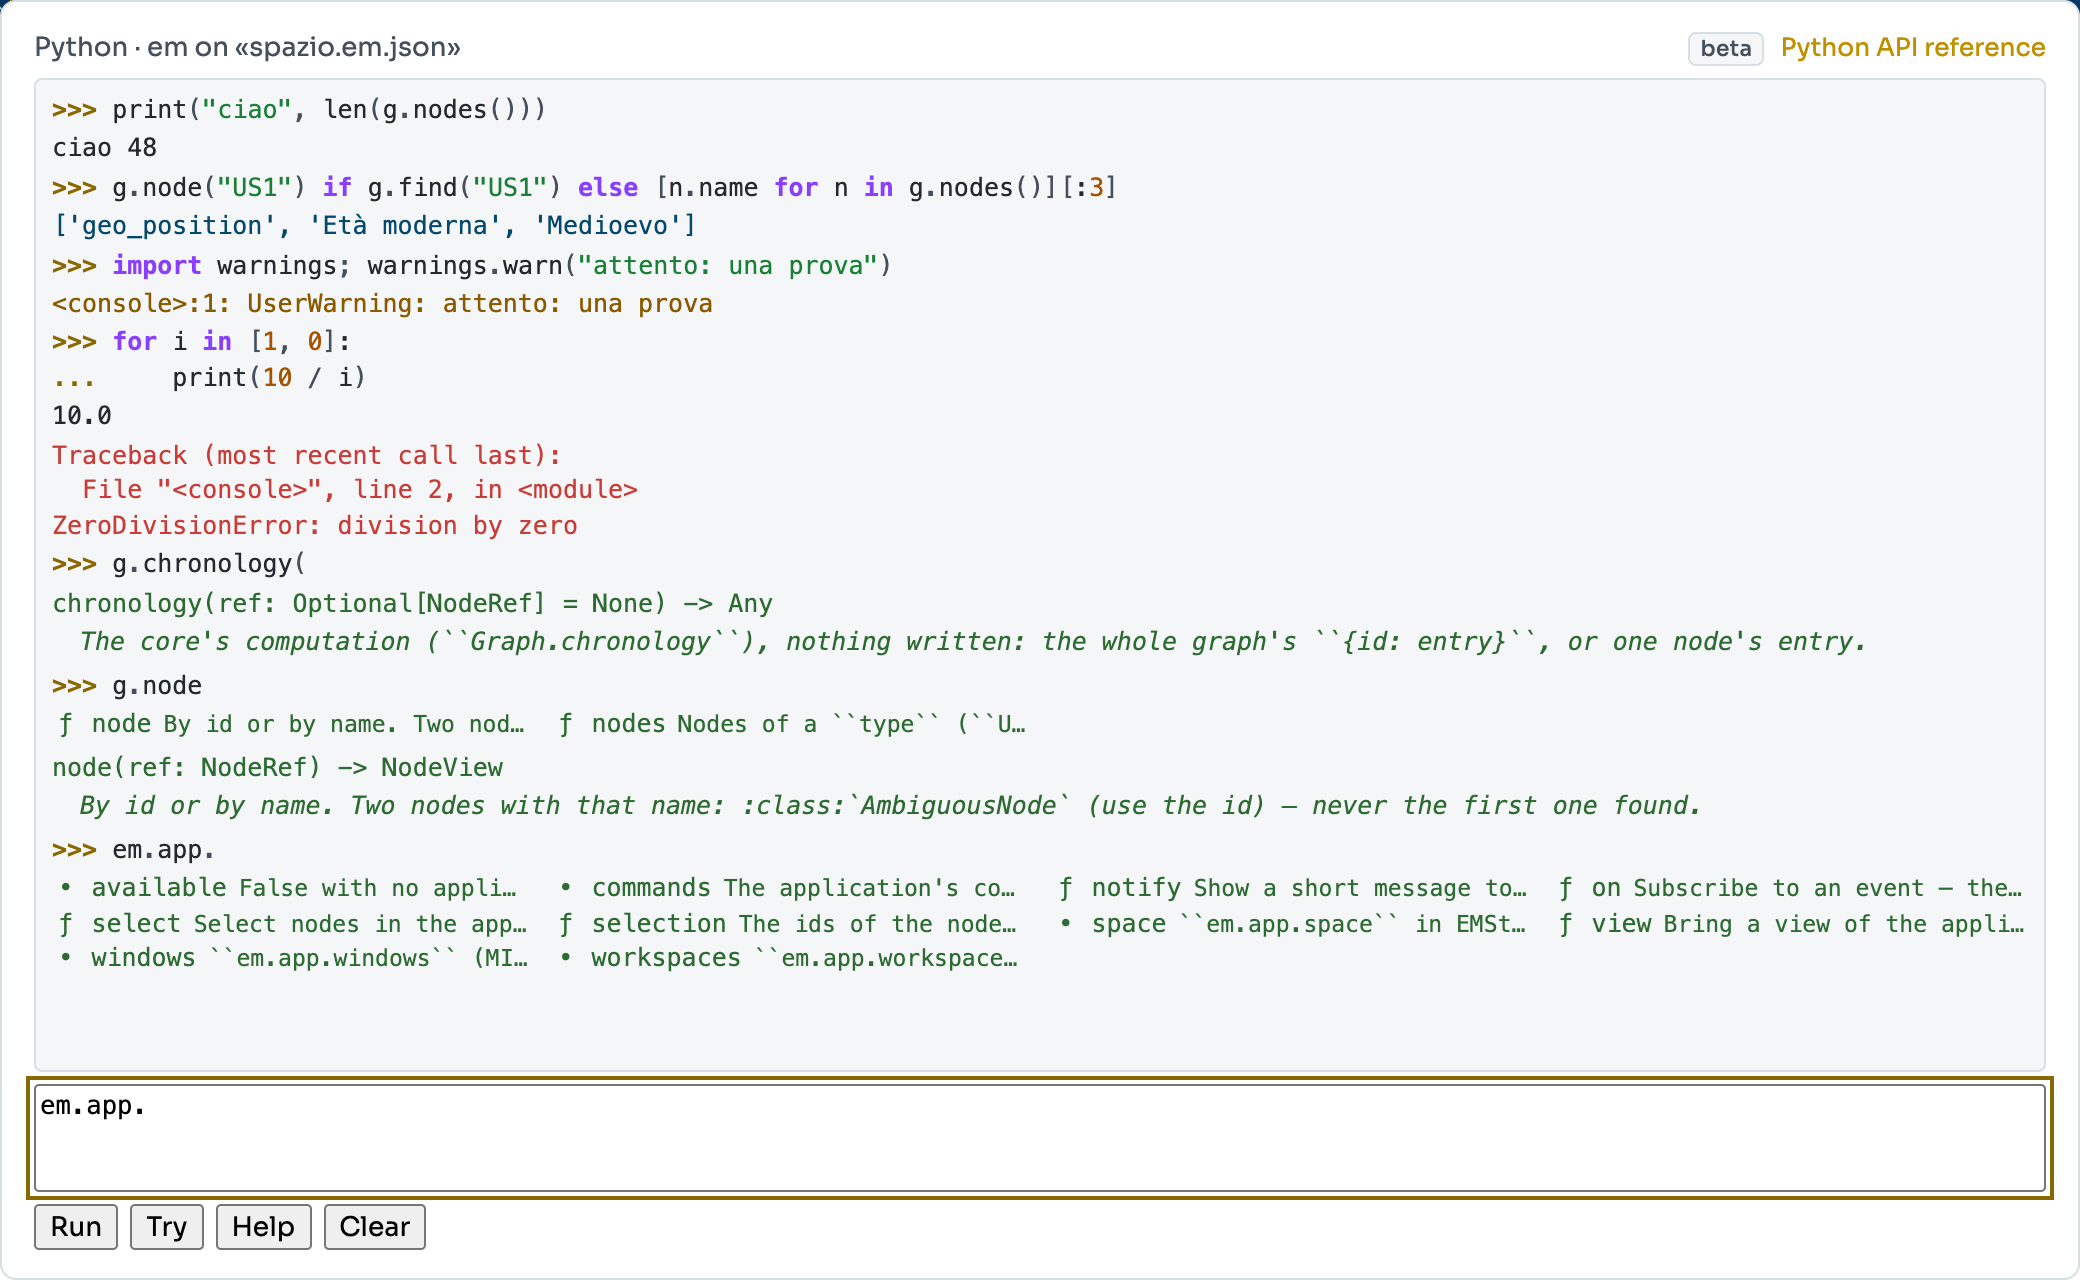 Python · em on «spazio.em.json»
beta
Python API reference
>>> print("ciao", len(g.nodes()))
ciao 48
>>> g.node("US1") if g.find("US1") else [n.name for n in g.nodes()][:3]
['geo_position', 'Età moderna', 'Medioevo']
>>> import warnings; warnings.warn("attento: una prova")
<console>:1: UserWarning: attento: una prova
>>> for i in [1, 0]:
...     print(10 / i)
10.0
Traceback (most recent call last):
  File "<console>", line 2, in <module>
ZeroDivisionError: division by zero
>>> g.chronology(
chronology(ref: Optional[NodeRef] = None) -> Any
  The core's computation (``Graph.chronology``), nothing written: the whole graph's ``{id: entry}``, or one node's entry.
>>> g.node
ƒ node By id or by name. Two nod… ƒ nodes Nodes of a ``type`` (``U…
node(ref: NodeRef) -> NodeView
  By id or by name. Two nodes with that name: :class:`AmbiguousNode` (use the id) — never the first one found.
>>> em.app.
• available False with no appli… • commands The application's co… ƒ notify Show a short message to… ƒ on Subscribe to an event — the…
ƒ select Select nodes in the app… ƒ selection The ids of the node… • space ``em.app.space`` in EMSt… ƒ view Bring a view of the appli…
• windows ``em.app.windows`` (MI… • workspaces ``em.app.workspace…
em.app.
Run
Try
Help
Clear